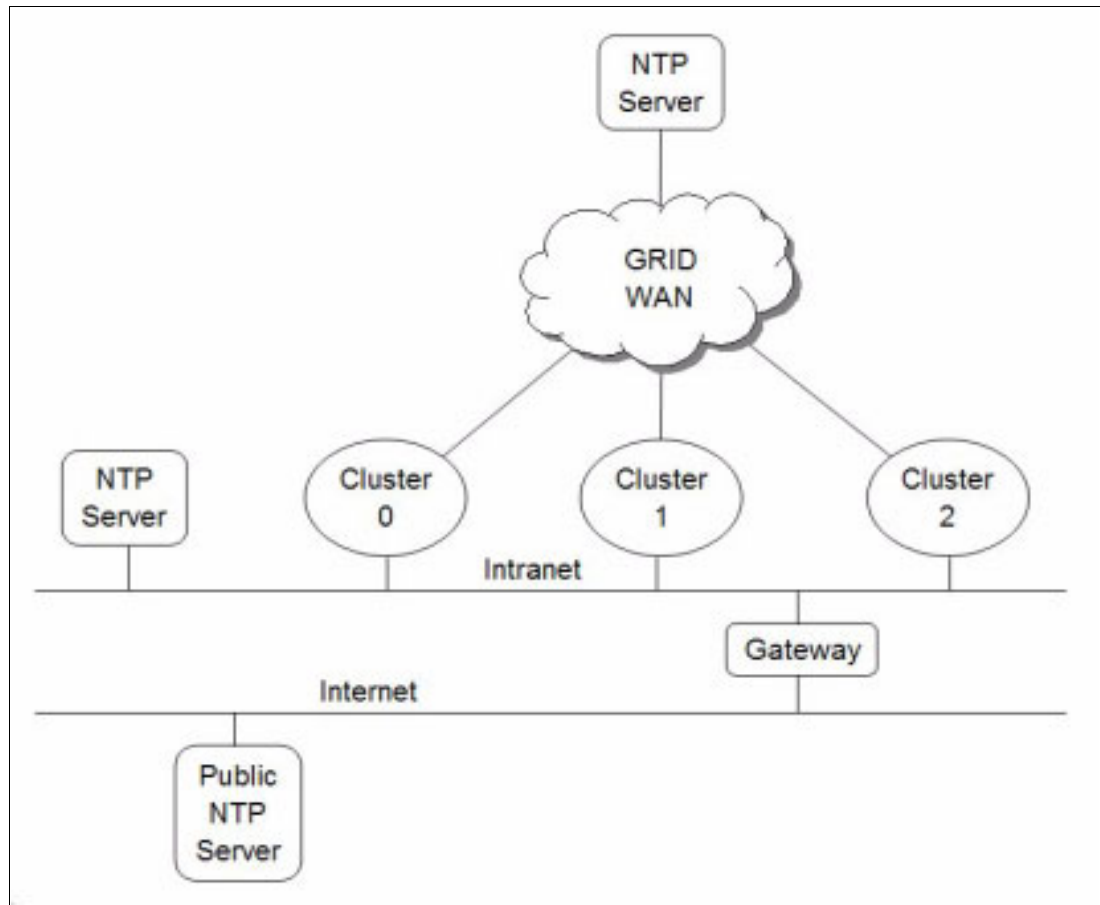 NTP
Server
GRID
WAN
NTP
Server
Cluster
0
Cluster
1
Cluster
2
Intranet
Gateway
Internet
Public
NTP
Server